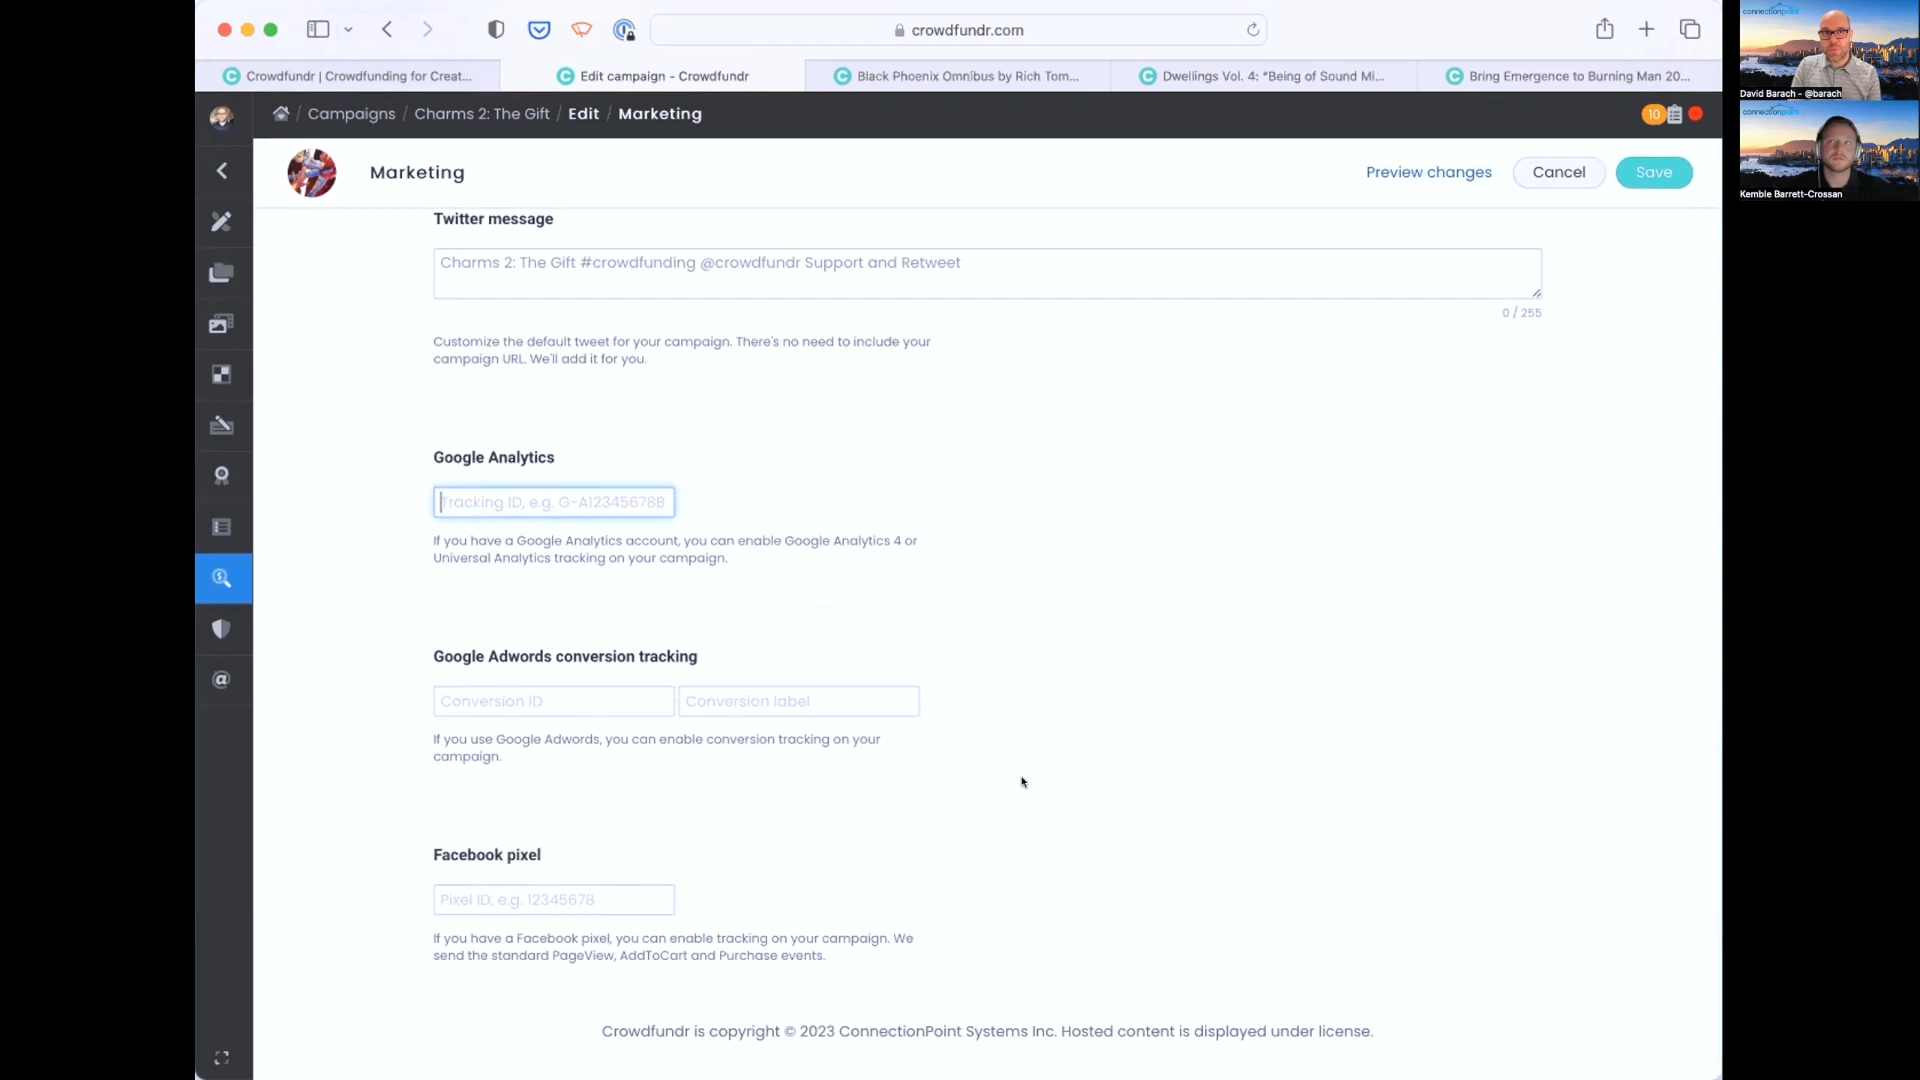 crowdfundr.com
Crowdfundr | Crowdfunding for Creat...
Edit campaign - Crowdfundr
Black Phoenix Omnibus by Rich Tom...
Dwellings Vol. 4: “Being of Sound Mi...
Bring Emergence to Burning Man 20...
/ Campaigns / Charms 2: The Gift / Edit / Marketing
10
Marketing
Preview changes
Cancel
Save
Twitter message
Charms 2: The Gift #crowdfunding @crowdfundr Support and Retweet
0 / 255
Customize the default tweet for your campaign. There's no need to include your
campaign URL. We'll add it for you.
Google Analytics
Tracking ID, e.g. G-A12345678B
If you have a Google Analytics account, you can enable Google Analytics 4 or
Universal Analytics tracking on your campaign.
Google Adwords conversion tracking
Conversion ID
Conversion label
If you use Google Adwords, you can enable conversion tracking on your
campaign.
Facebook pixel
Pixel ID, e.g. 12345678
If you have a Facebook pixel, you can enable tracking on your campaign. We
send the standard PageView, AddToCart and Purchase events.
Crowdfundr is copyright © 2023 ConnectionPoint Systems Inc. Hosted content is displayed under license.
connectionpoint
David Barach - @barach
connectionpoint
Kemble Barrett-Crossan